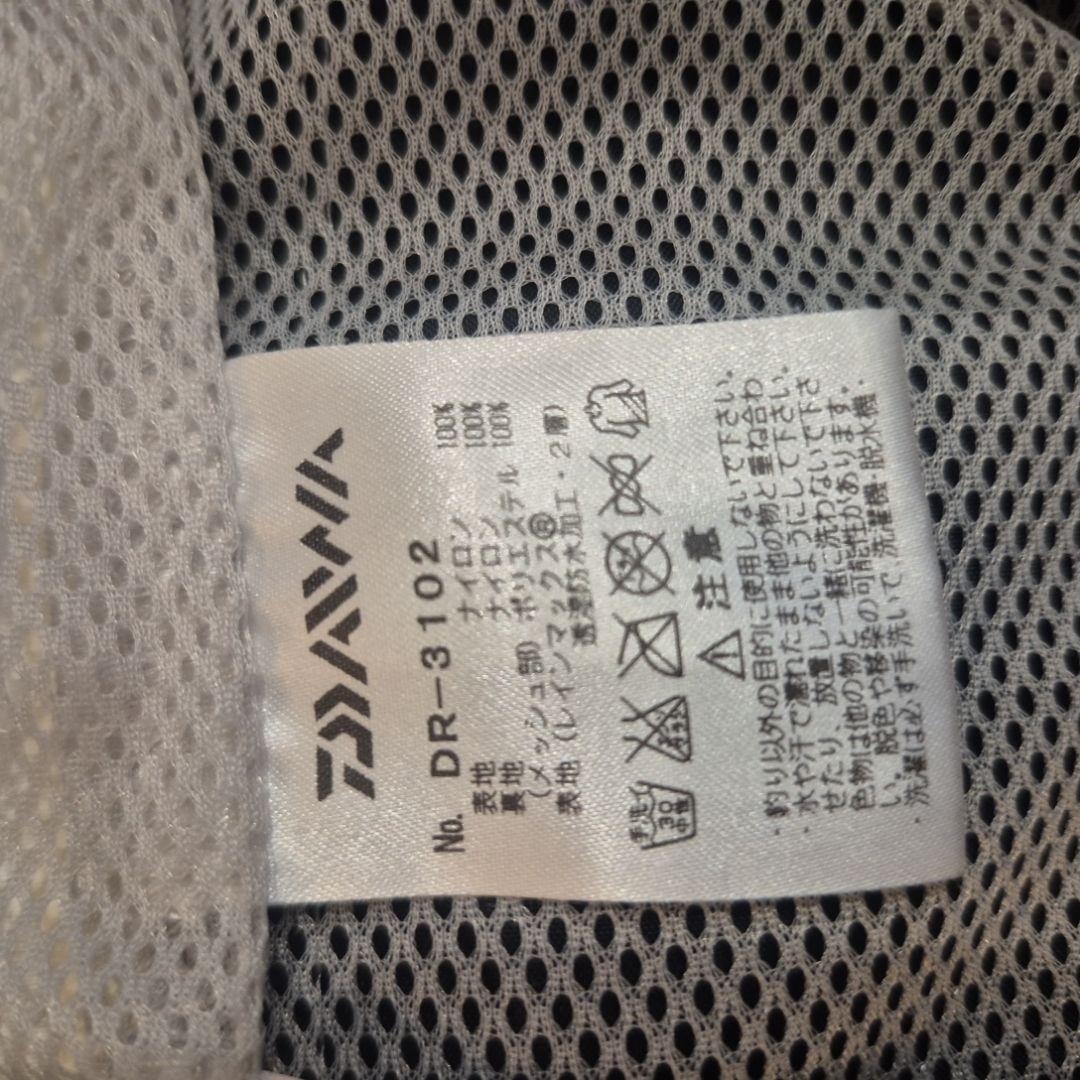 DAIWA
No. DR-3102
表地 ナイロン 100%
裏地 ナイロン 100%
(メッシュ部) ポリエステル 100%
表地 (レインマックス®
透湿防水加工・2層)
手洗イ
30
中性
注意
・釣り以外の目的に使用しないで下さい。
・水や汗で濡れたまま他の物と重ね合わ
せたり、放置しないようにして下さい。
色物は他の物と一緒に洗わないで下さ
い。脱色や移染の可能性があります。
・洗濯は必ず手洗いで、洗濯機・脱水機・